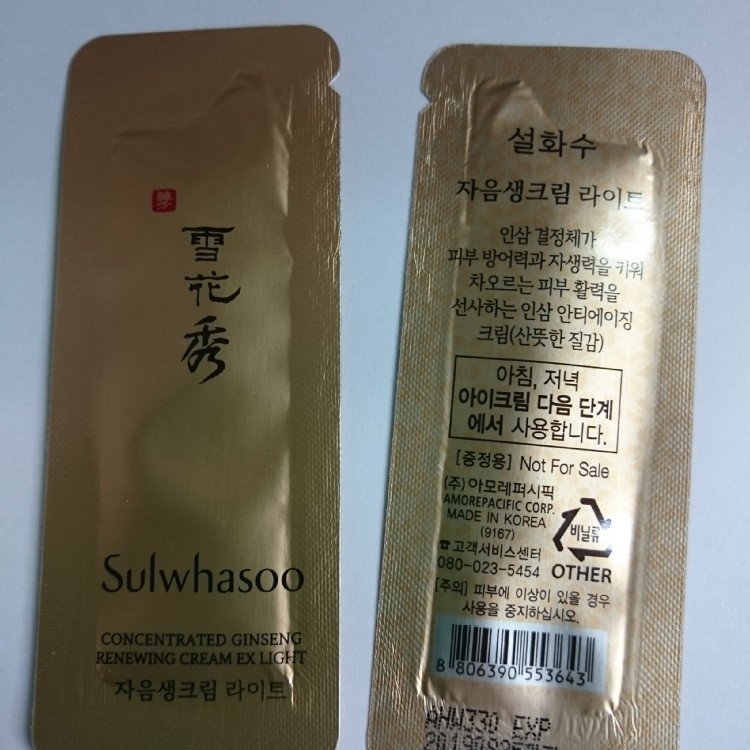 雪花秀
Sulwhasoo
CONCENTRATED GINSENG
RENEWING CREAM EX LIGHT
자음생크림 라이트
설화수
자음생크림 라이트
인삼 결정체가
피부 방어력과 자생력을 키워
차오르는 피부 활력을
선사하는 인삼 안티에이징
크림(산뜻한 질감)
아침, 저녁
아이크림 다음 단계
에서 사용합니다.
[증정용] Not For Sale
(주)아모레퍼시픽
AMOREPACIFIC CORP.
MADE IN KOREA
(9167)
☎고객서비스센터
080-023-5454
비닐류
OTHER
[주의] 피부에 이상이 있을 경우
사용을 중지하십시오.
8 806390 553643
AHW330 EXP